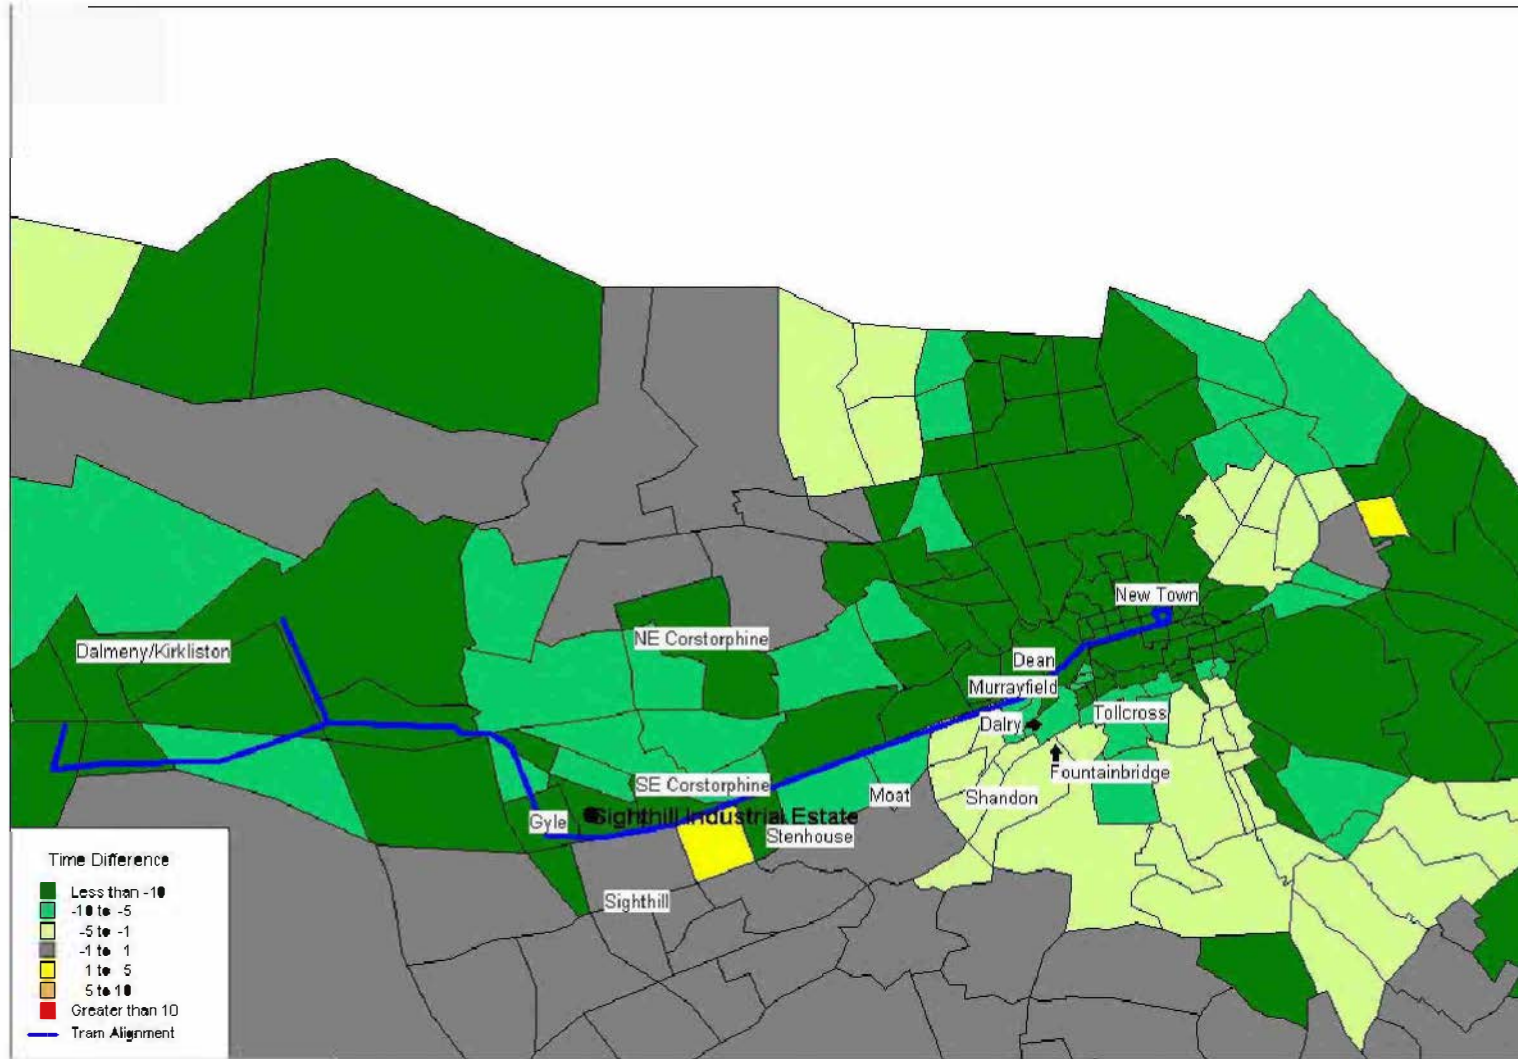 New Town
NE Corstorphine
Dalmeny/Kirkliston
Dean
Murrayfield
Dalry
Tollcross
Fountainbridge
SE Corstorphine
Moat
Shandon
Gyle
Sighthill Industrial Estate
Stenhouse
Sighthill
Time Difference
Less than -10
-10 to -5
-5 to -1
-1 to 1
1 to 5
5 to 10
Greater than 10
Tram Alignment